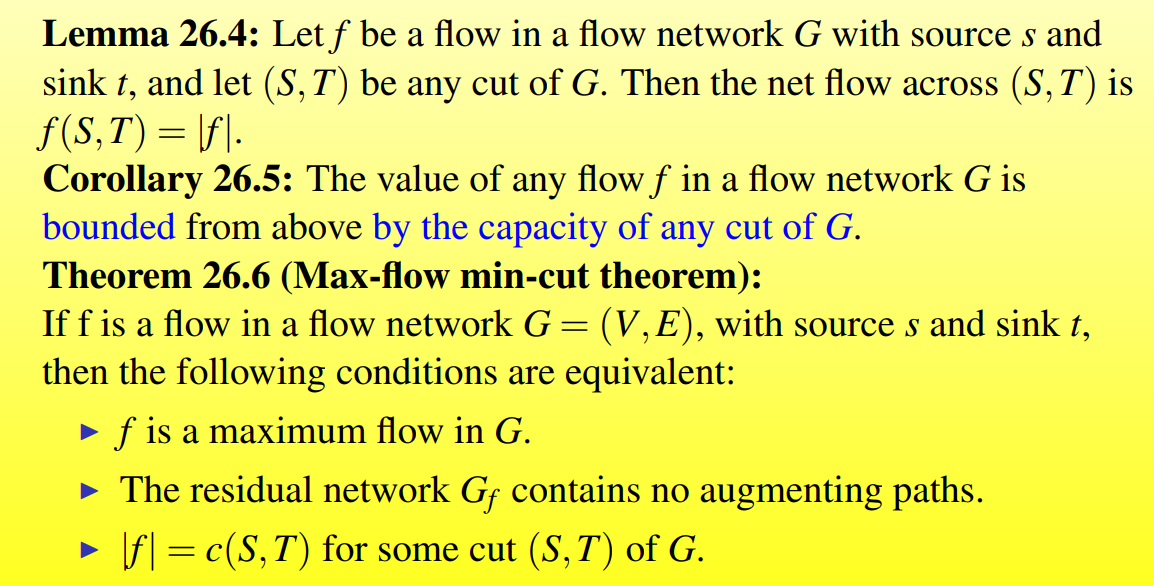 Lemma 26.4: Let f be a flow in a flow network G with source s and
sink t, and let (S,T) be any cut of G. Then the net flow across (S,T) is
f(S,T) = |f|.
Corollary 26.5: The value of any flow f in a flow network G is
bounded from above by the capacity of any cut of G.
Theorem 26.6 (Max-flow min-cut theorem):
If f is a flow in a flow network G = (V,E), with source s and sink t,
then the following conditions are equivalent:
▶ f is a maximum flow in G.
▶ The residual network G_f contains no augmenting paths.
▶ |f| = c(S,T) for some cut (S,T) of G.